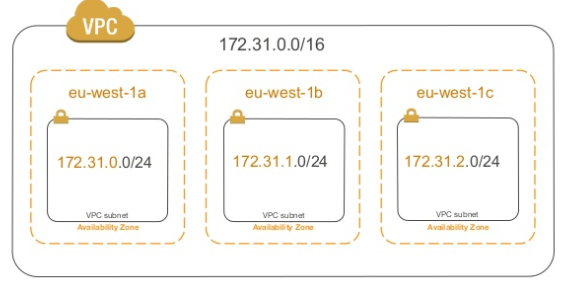 VPC
172.31.0.0/16
eu-west-1a
172.31.0.0/24
VPC subnet
Availability Zone
eu-west-1b
172.31.1.0/24
VPC subnet
Availability Zone
eu-west-1c
172.31.2.0/24
VPC subnet
Availability Zone